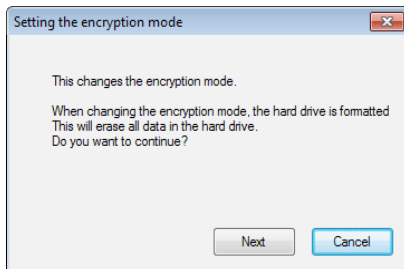 Setting the encryption mode
This changes the encryption mode.
When changing the encryption mode, the hard drive is formatted
This will erase all data in the hard drive.
Do you want to continue?
Next
Cancel